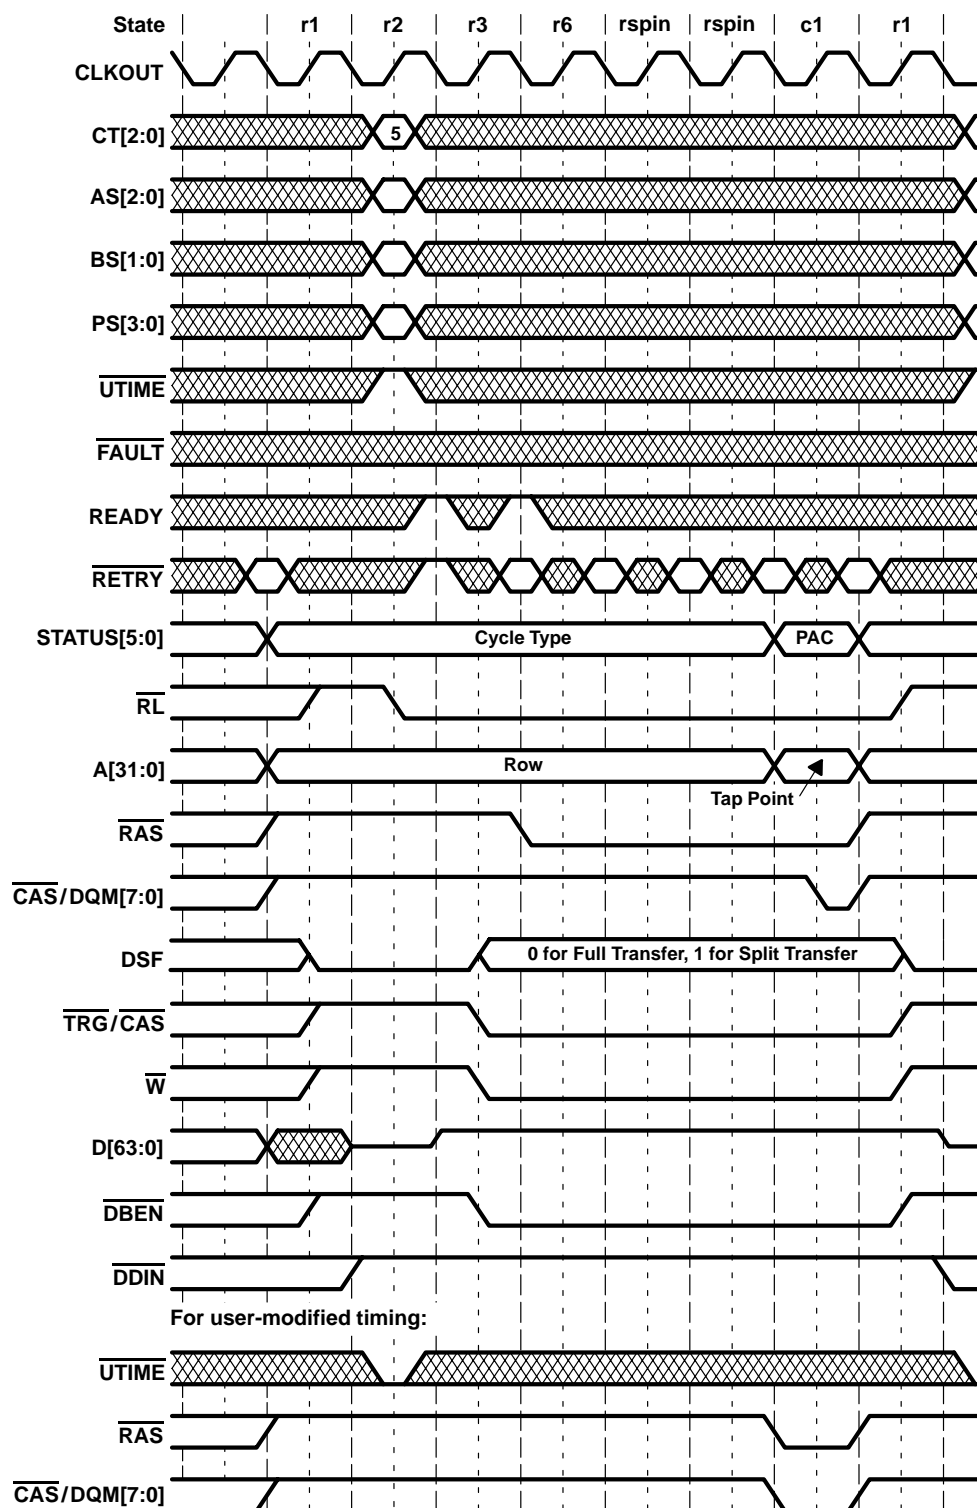 State r1 r2 r3 r6 rspin rspin c1 r1
CLKOUT
CT[2:0] 5
AS[2:0]
BS[1:0]
PS[3:0]
UTIME
FAULT
READY
RETRY
STATUS[5:0] Cycle Type PAC
RL
A[31:0] Row
Tap Point
RAS
CAS/DQM[7:0]
DSF 0 for Full Transfer, 1 for Split Transfer
TRG/CAS
W
D[63:0]
DBEN
DDIN
For user-modified timing:
UTIME
RAS
CAS/DQM[7:0]